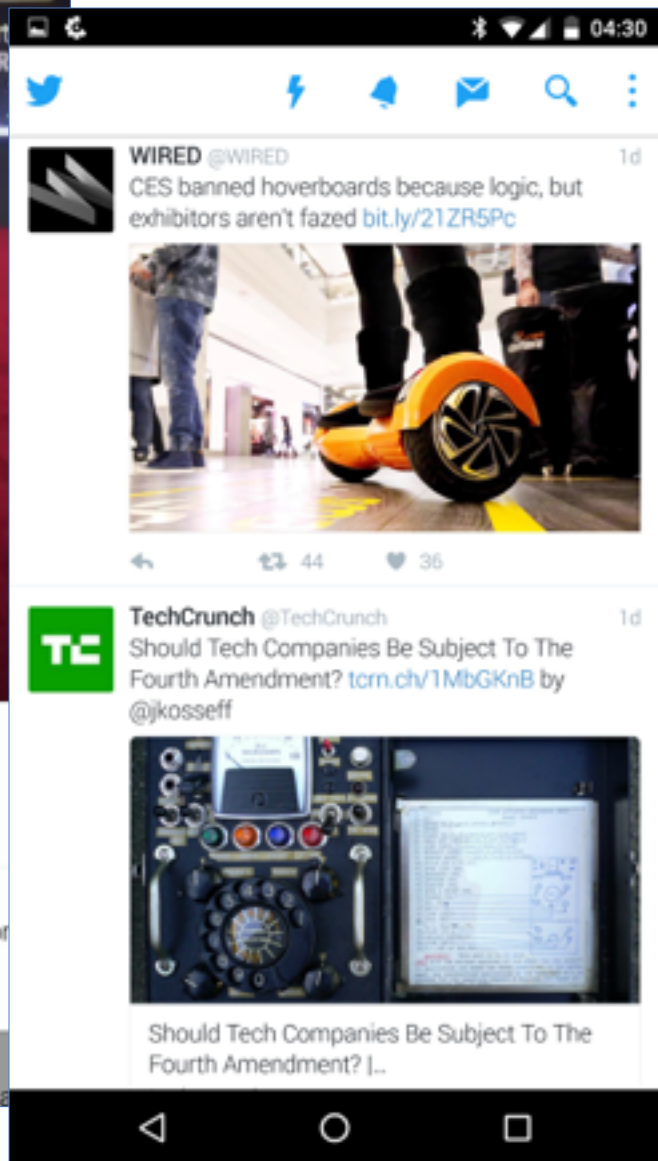 04:30
WIRED @WIRED 1d
CES banned hoverboards because logic, but
exhibitors aren't fazed bit.ly/21ZR5Pc
44 36
TechCrunch @TechCrunch 1d
TC
Should Tech Companies Be Subject To The
Fourth Amendment? tcrn.ch/1MbGKnB by
@jkosseff
Should Tech Companies Be Subject To The
Fourth Amendment? |...